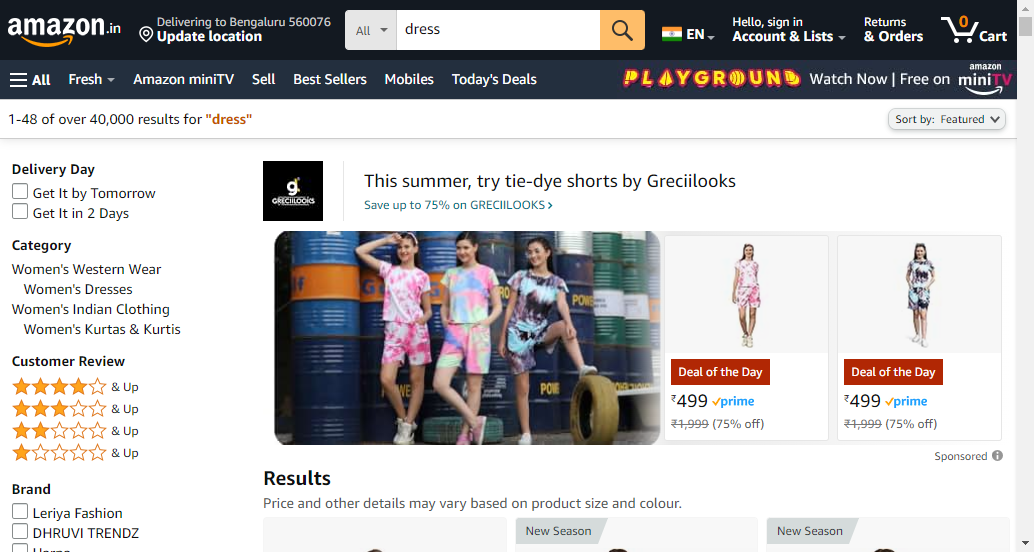 amazon.in
Delivering to Bengaluru 560076
Update location
All
dress
EN
Hello, sign in
Account & Lists
Returns
& Orders
0
Cart
All
Fresh
Amazon miniTV
Sell
Best Sellers
Mobiles
Today's Deals
PLAYGROUND
Watch Now | Free on
amazon
miniTV
1-48 of over 40,000 results for "dress"
Sort by: Featured
Delivery Day
Get It by Tomorrow
Get It in 2 Days
Category
Women's Western Wear
Women's Dresses
Women's Indian Clothing
Women's Kurtas & Kurtis
Customer Review
& Up
& Up
& Up
& Up
Brand
Leriya Fashion
DHRUVI TRENDZ
g.
GRECIILOOKS
This summer, try tie-dye shorts by Greciilooks
Save up to 75% on GRECIILOOKS
Gulf
POWER
POWER
POWE
POW
Deal of the Day
₹499 prime
₹1,999 (75% off)
Deal of the Day
₹499 prime
₹1,999 (75% off)
Sponsored
Results
Price and other details may vary based on product size and colour.
New Season
New Season